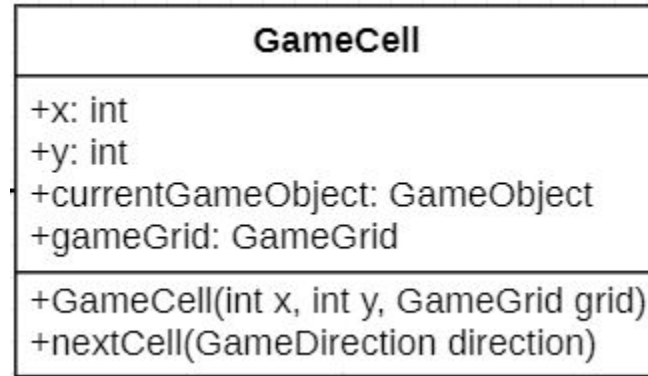 GameCell
+x: int
+y: int
+currentGameObject: GameObject
+gameGrid: GameGrid
+GameCell(int x, int y, GameGrid grid)
+nextCell(GameDirection direction)